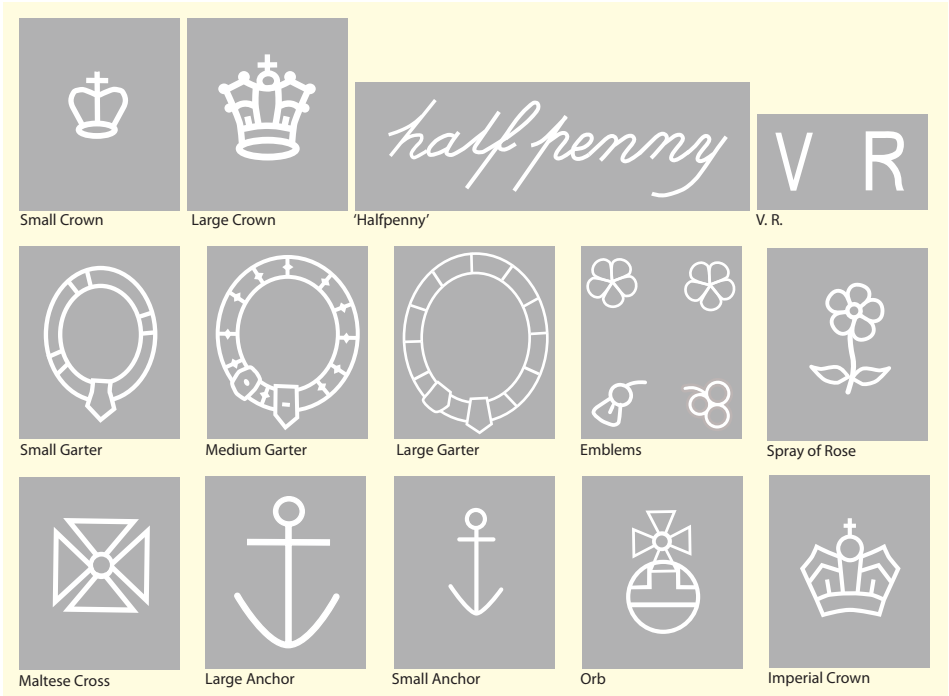 half penny
V R
Small Crown
Large Crown
‘Halfpenny’
V. R.
Small Garter
Medium Garter
Large Garter
Emblems
Spray of Rose
Maltese Cross
Large Anchor
Small Anchor
Orb
Imperial Crown